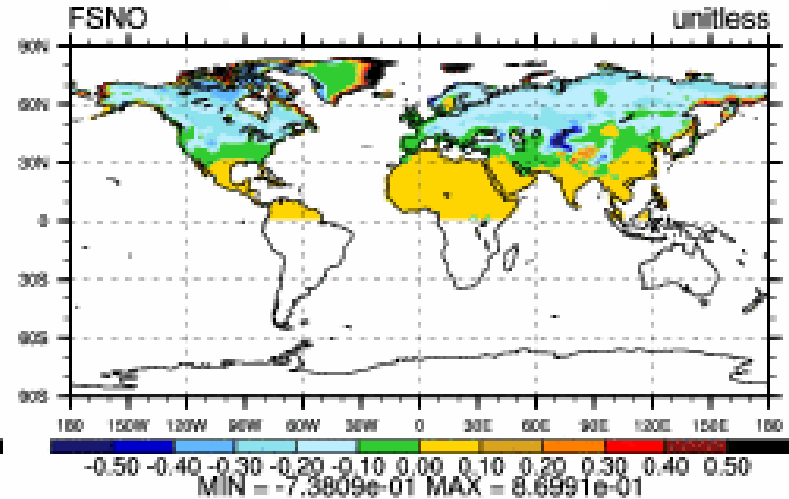 FSNO unitless
90N
60N
30N
0
30S
60S
90S
180 150W 120W 90W 60W 30W 0 30E 60E 90E 120E 150E 180
-0.50 -0.40 -0.30 -0.20 -0.10 0.00 0.10 0.20 0.30 0.40 0.50
MIN = -7.3809e-01 MAX = 8.6991e-01